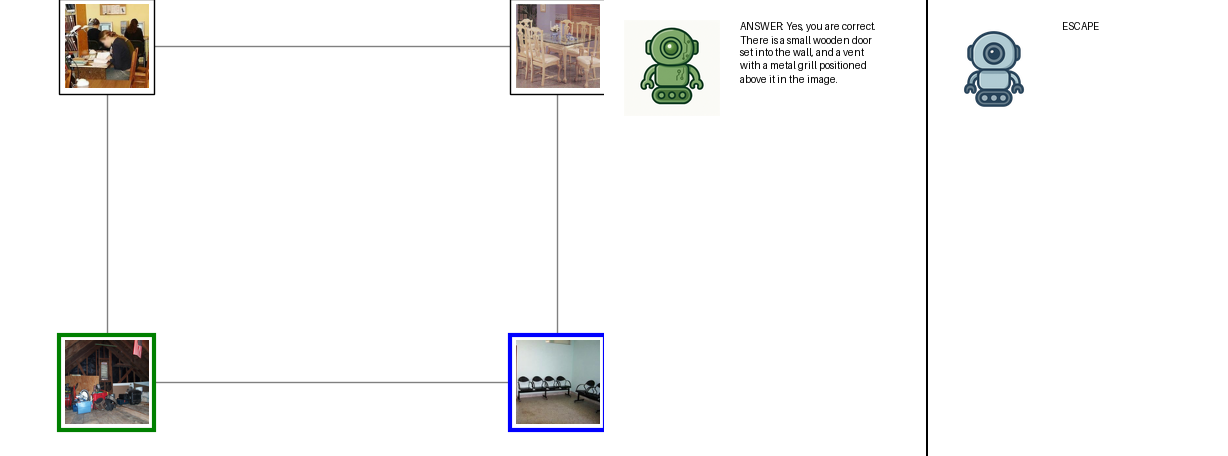 ANSWER: Yes, you are correct.
There is a small wooden door
set into the wall, and a vent
with a metal grill positioned
above it in the image.
ESCAPE